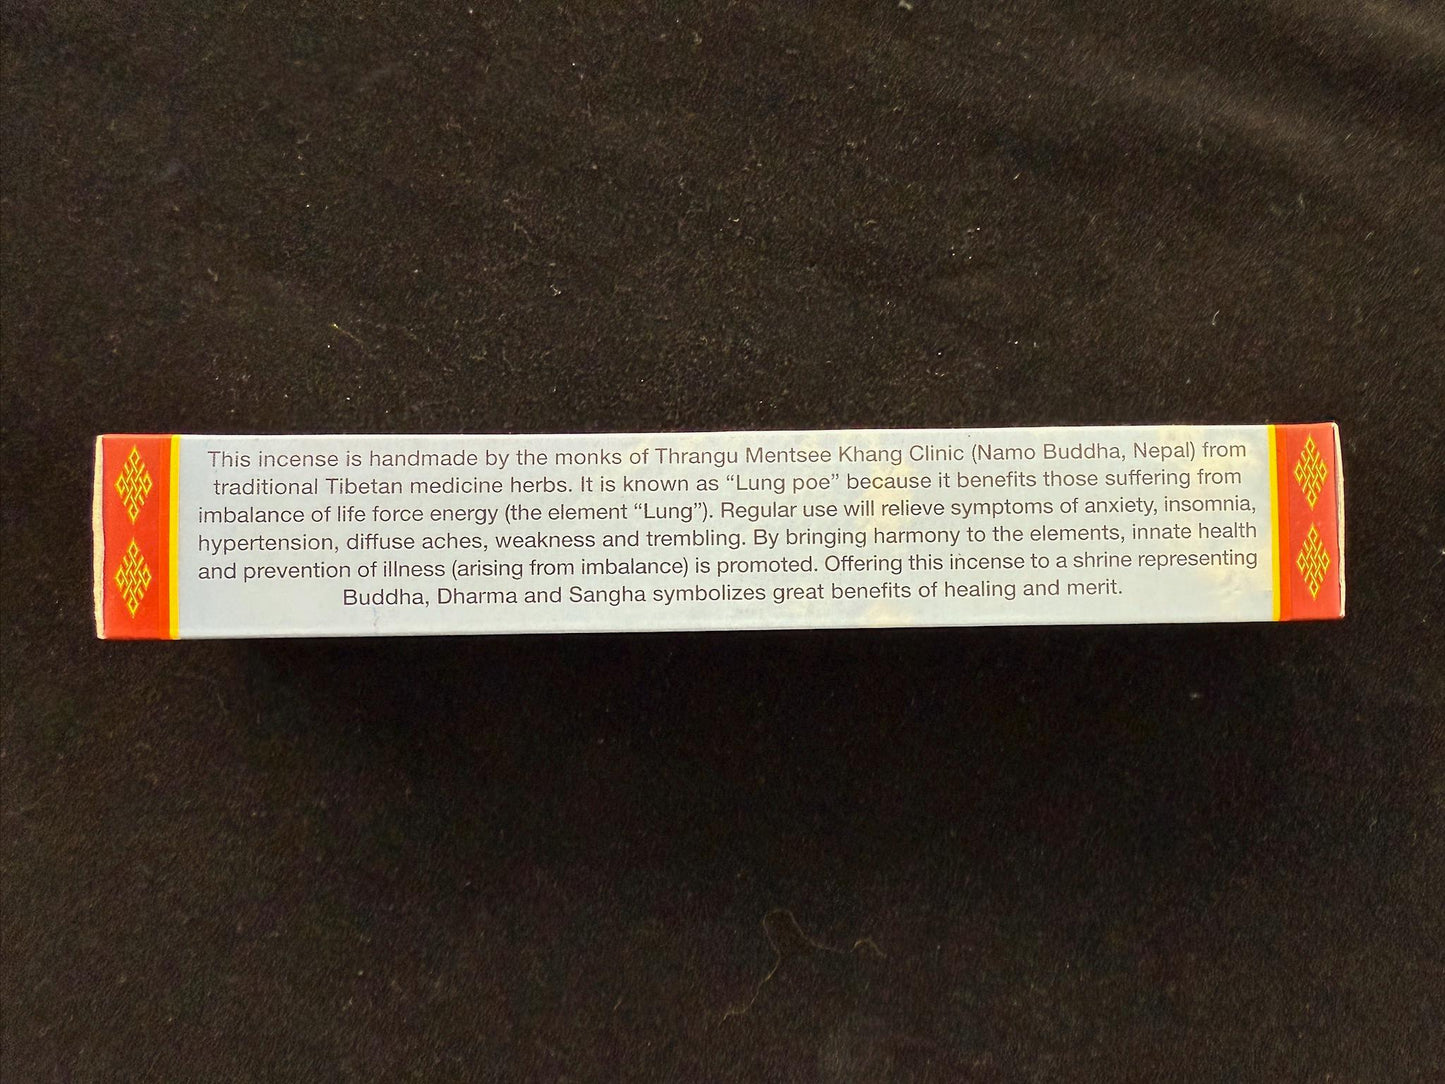 This incense is handmade by the monks of Thrangu Mentsee Khang Clinic (Namo Buddha, Nepal) from
traditional Tibetan medicine herbs. It is known as “Lung poe” because it benefits those suffering from
imbalance of life force energy (the element “Lung”). Regular use will relieve symptoms of anxiety, insomnia,
hypertension, diffuse aches, weakness and trembling. By bringing harmony to the elements, innate health
and prevention of illness (arising from imbalance) is promoted. Offering this incense to a shrine representing
Buddha, Dharma and Sangha symbolizes great benefits of healing and merit.